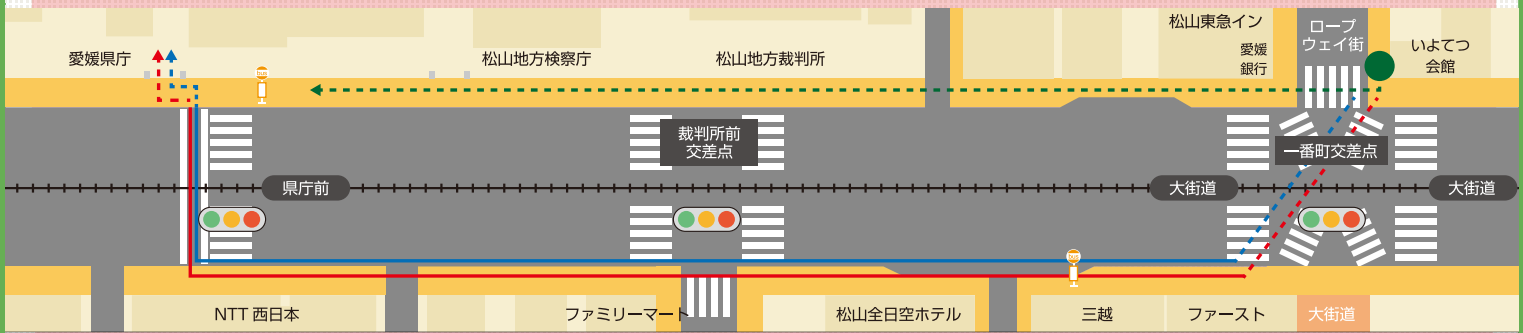 愛媛県庁
bus
松山地方検察庁
松山地方裁判所
松山東急イン
愛媛
銀行
ロープ
ウェイ街
いよてつ
会館
裁判所前
交差点
一番町交差点
県庁前
大街道
大街道
bus
NTT 西日本
ファミリーマート
松山全日空ホテル
三越
ファースト
大街道